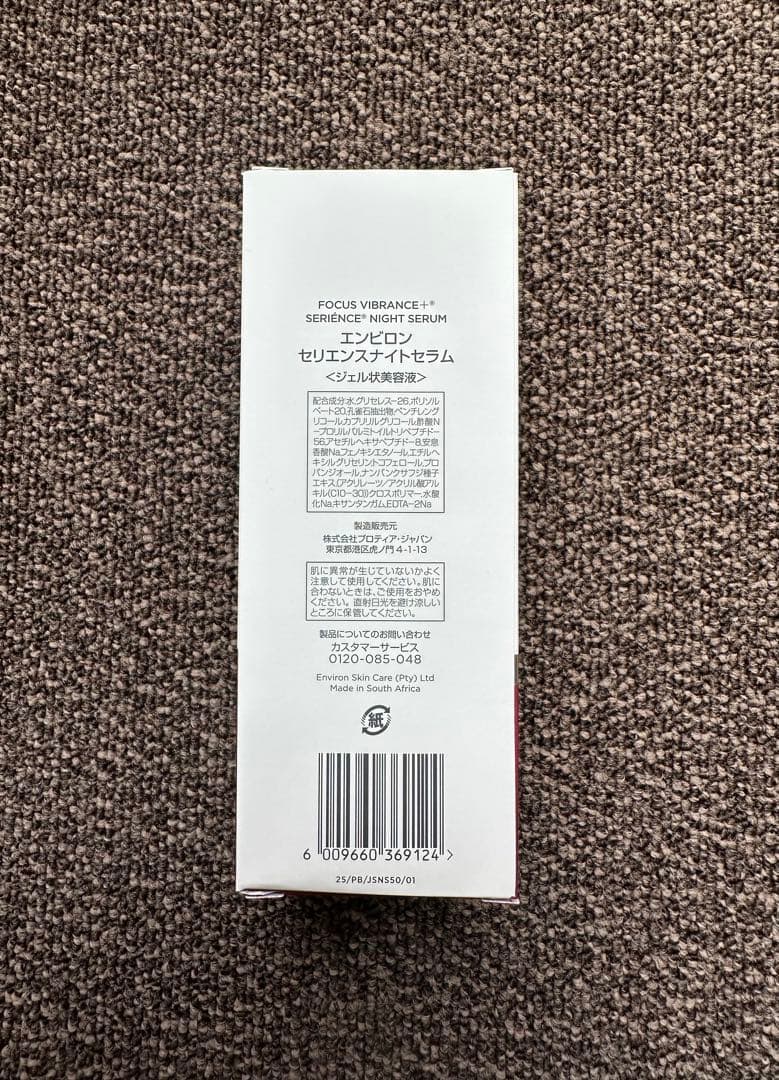 FOCUS VIBRANCE+®
SERIÉNCE® NIGHT SERUM
エンビロン
セリエンスナイトセラム
<ジェル状美容液>
配合成分:水,グリセレス-26,ポリソル
ベート20,孔雀石抽出物,ペンチレング
リコール,カプリリルグリコール,酢酸N
-プロリルパルミトイルトリペプチド-
56,アセチルヘキサペプチド-8,安息
香酸Na,フェノキシエタノール,エチルヘ
キシルグリセリン,トコフェロール,プロ
パンジオール,ナンバンクサフジ種子
エキス,(アクリレーツ/アクリル酸アル
キル(C10-30))クロスポリマー,水酸
化Na,キサンタンガム,EDTA-2Na
製造販売元
株式会社プロティア・ジャパン
東京都港区虎ノ門 4-1-13
肌に異常が生じていないかよく
注意して使用してください。肌に
合わないときは、ご使用をおやめ
ください。直射日光を避け涼しい
ところに保管してください。
製品についてのお問い合わせ
カスタマーサービス
0120-085-048
Environ Skin Care (Pty) Ltd
Made in South Africa
紙
6 009660 369124 >
25/PB/JSNS50/01